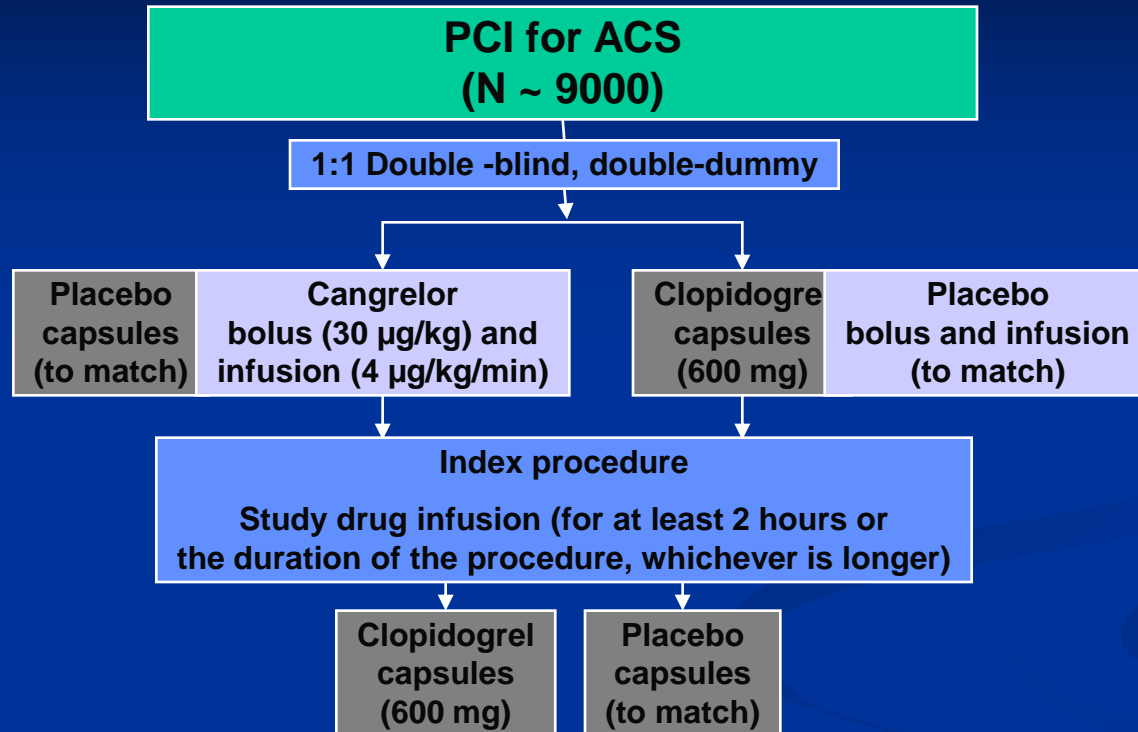 PCI for ACS
(N ~ 9000)
1:1 Double -blind, double-dummy
Placebo
capsules
(to match)
Cangrelor
bolus (30 µg/kg) and
infusion (4 µg/kg/min)
Clopidogre
capsules
(600 mg)
Placebo
bolus and infusion
(to match)
Index procedure
Study drug infusion (for at least 2 hours or
the duration of the procedure, whichever is longer)
Clopidogrel
capsules
(600 mg)
Placebo
capsules
(to match)